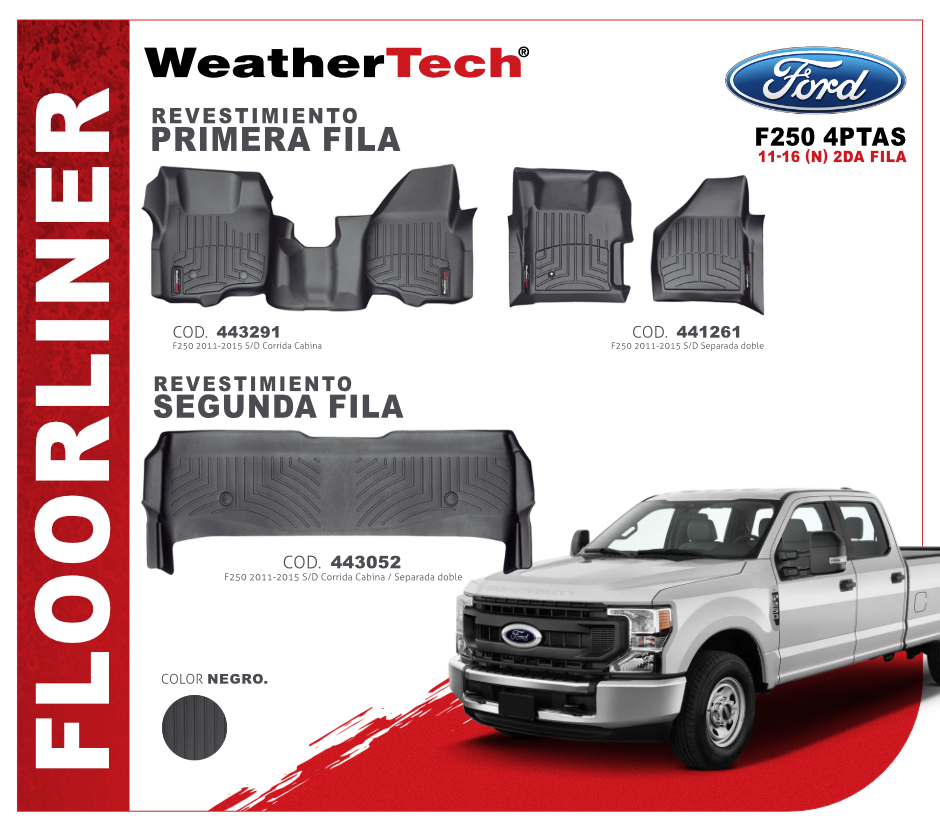 FLOORLINER
WeatherTech®
REVESTIMIENTO
PRIMERA FILA
Ford
F250 4PTAS
11-16 (N) 2DA FILA
COD. 443291
F250 2011-2015 S/D Corrida Cabina
COD. 441261
F250 2011-2015 S/D Separada doble
REVESTIMIENTO
SEGUNDA FILA
COD. 443052
F250 2011-2015 S/D Corrida Cabina / Separada doble
COLOR NEGRO.
Ford